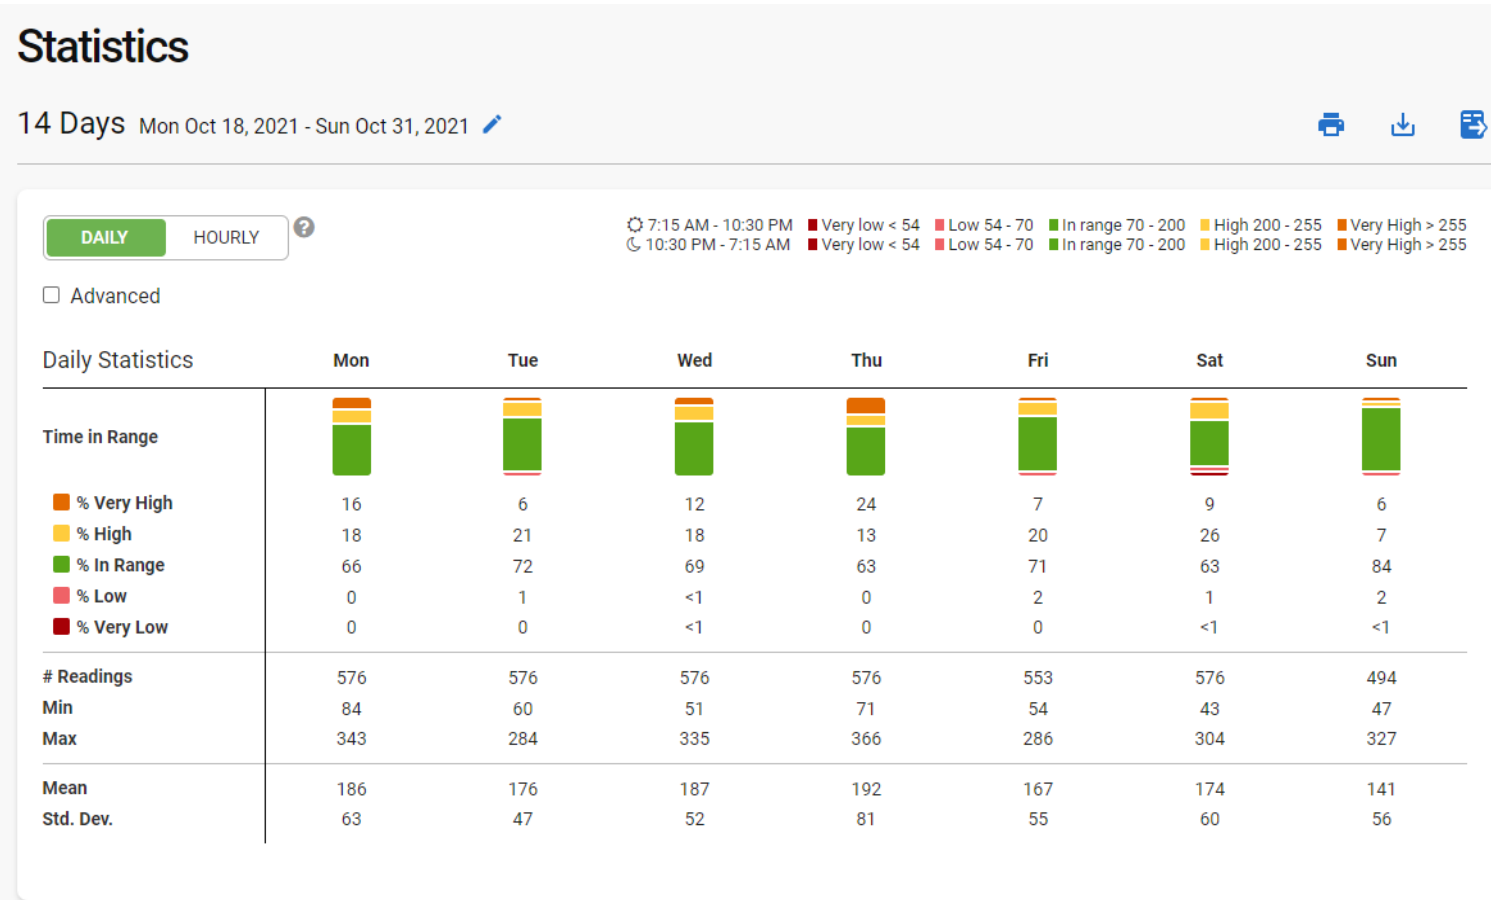 Statistics
14 Days Mon Oct 18, 2021 - Sun Oct 31, 2021
DAILY HOURLY ?
7:15 AM - 10:30 PM Very low < 54 Low 54 - 70 In range 70 - 200 High 200 - 255 Very High > 255
10:30 PM - 7:15 AM Very low < 54 Low 54 - 70 In range 70 - 200 High 200 - 255 Very High > 255
Advanced
Daily Statistics Mon Tue Wed Thu Fri Sat Sun
Time in Range
% Very High 16 6 12 24 7 9 6
% High 18 21 18 13 20 26 7
% In Range 66 72 69 63 71 63 84
% Low 0 1 <1 0 2 1 2
% Very Low 0 0 <1 0 0 <1 <1
# Readings 576 576 576 576 553 576 494
Min 84 60 51 71 54 43 47
Max 343 284 335 366 286 304 327
Mean 186 176 187 192 167 174 141
Std. Dev. 63 47 52 81 55 60 56